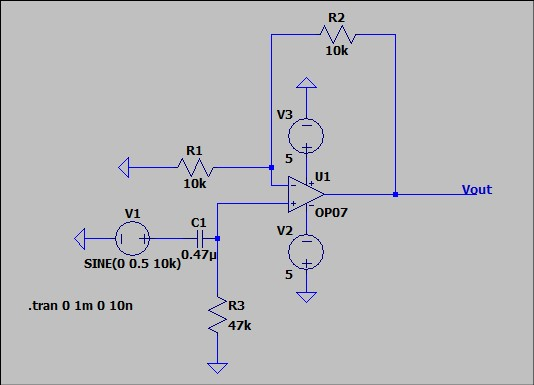 R2
10k
V3
5
R1
10k
U1
OP07
Vout
V1
C1
0.47µ
SINE(0 0.5 10k)
V2
5
.tran 0 1m 0 10n
R3
47k